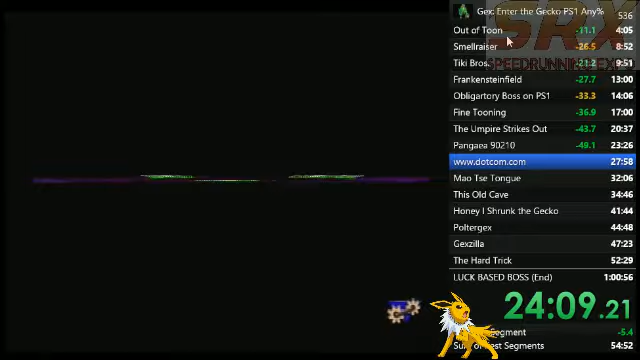 Gex: Enter the Gecko PS1 Any%
536
Out of Toon -11.1 4:05
SRX
SPEEDRUNNING EXPO
Smellraiser -26.5 8:52
Tiki Bros. -21.2 9:51
Frankensteinfield -27.7 13:00
Obligartory Boss on PS1 -33.3 14:06
Fine Tooning -36.9 17:00
The Umpire Strikes Out -43.7 20:37
Pangaea 90210 -49.1 23:26
www.dotcom.com 27:58
Mao Tse Tongue 32:06
This Old Cave 34:46
Honey I Shrunk the Gecko 41:44
Poltergex 44:48
Gexzilla 47:23
The Hard Trick 52:29
LUCK BASED BOSS (End) 1:00:56
24:09.21
Segment -5.4
Segments 54:52